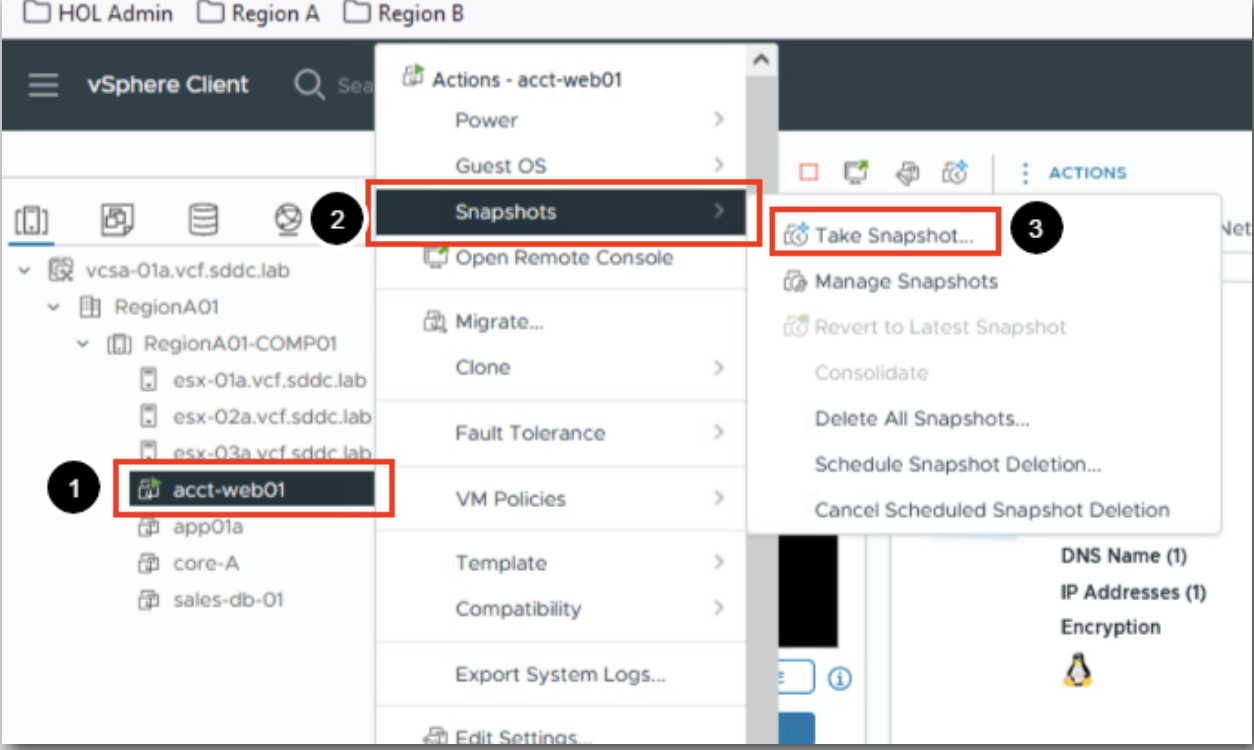 HOL Admin Region A Region B
vSphere Client
Actions - acct-web01
Power
Guest OS
ACTIONS
2
Snapshots
Take Snapshot...
3
Open Remote Console
Manage Snapshots
vcsa-01a.vcf.sddc.lab
RegionA01
Migrate...
Revert to Latest Snapshot
RegionA01-COMP01
Clone
Consolidate
esx-01a.vcf.sddc.lab
esx-02a.vcf.sddc.lab
Fault Tolerance
Delete All Snapshots...
esx-03a.vcf.sddc.lab
Schedule Snapshot Deletion...
1
acct-web01
VM Policies
Cancel Scheduled Snapshot Deletion
app01a
core-A
Template
DNS Name (1)
sales-db-01
Compatibility
IP Addresses (1)
Encryption
Export System Logs...
Edit Settings...